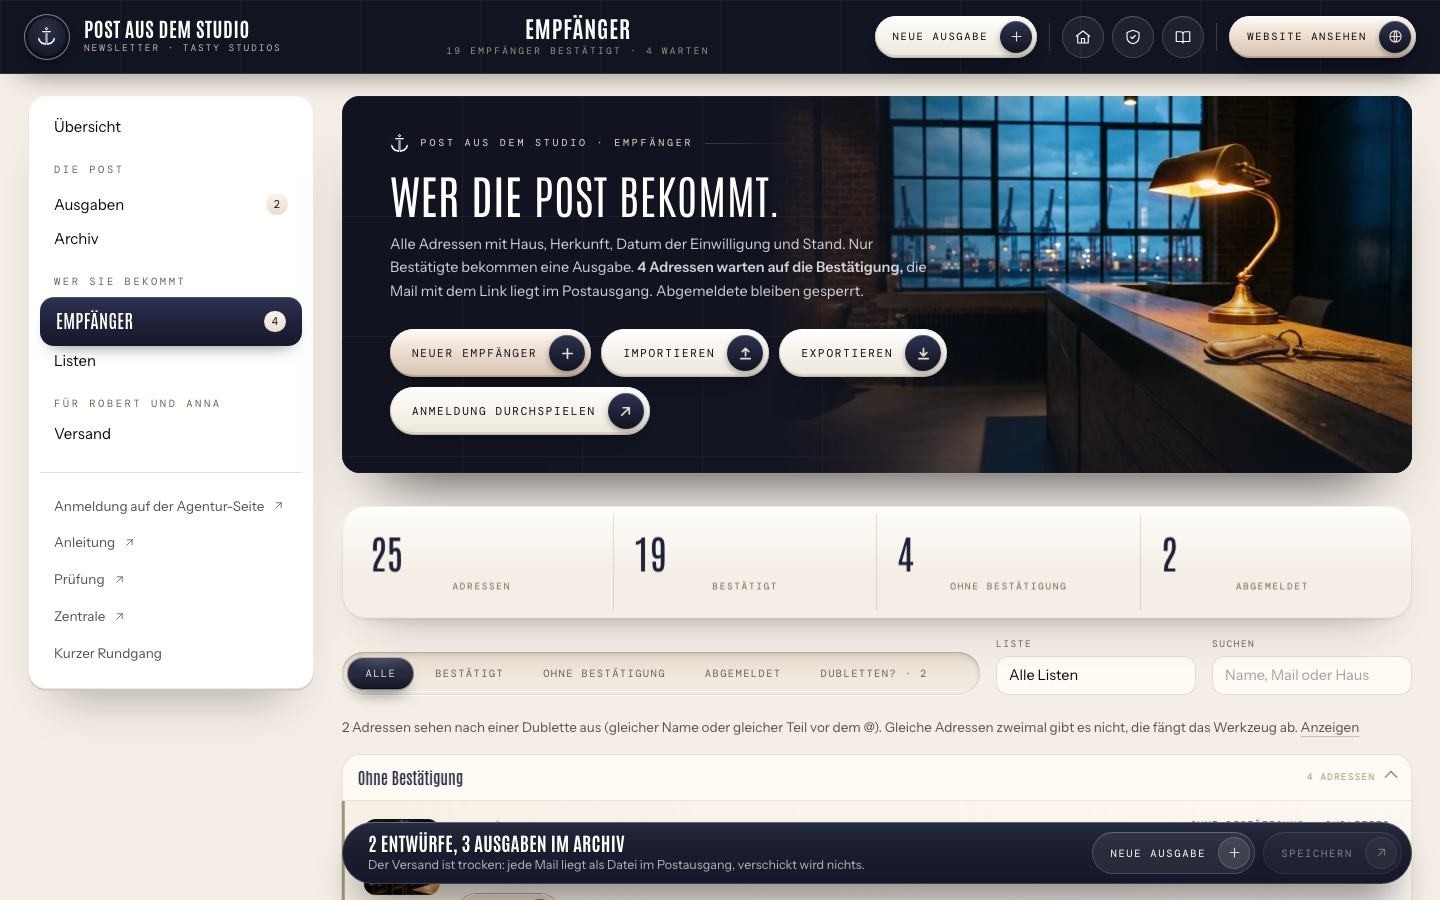 POST AUS DEM STUDIO
NEWSLETTER · TASTY STUDIOS
EMPFÄNGER
19 EMPFÄNGER BESTÄTIGT · 4 WARTEN
NEUE AUSGABE
WEBSITE ANSEHEN
Übersicht
DIE POST
Ausgaben 2
Archiv
WER SIE BEKOMMT
EMPFÄNGER 4
Listen
FÜR ROBERT UND ANNA
Versand
Anmeldung auf der Agentur-Seite
Anleitung
Prüfung
Zentrale
Kurzer Rundgang
POST AUS DEM STUDIO · EMPFÄNGER
WER DIE POST BEKOMMT.
Alle Adressen mit Haus, Herkunft, Datum der Einwilligung und Stand. Nur
Bestätigte bekommen eine Ausgabe. 4 Adressen warten auf die Bestätigung, die
Mail mit dem Link liegt im Postausgang. Abgemeldete bleiben gesperrt.
NEUER EMPFÄNGER
IMPORTIEREN
EXPORTIEREN
ANMELDUNG DURCHSPIELEN
25
ADRESSEN
19
BESTÄTIGT
4
OHNE BESTÄTIGUNG
2
ABGEMELDET
ALLE
BESTÄTIGT
OHNE BESTÄTIGUNG
ABGEMELDET
DUBLETTEN? · 2
LISTE
Alle Listen
SUCHEN
Name, Mail oder Haus
2 Adressen sehen nach einer Dublette aus (gleicher Name oder gleicher Teil vor dem @). Gleiche Adressen zweimal gibt es nicht, die fängt das Werkzeug ab. Anzeigen
Ohne Bestätigung
4 ADRESSEN
2 ENTWÜRFE, 3 AUSGABEN IM ARCHIV
Der Versand ist trocken: jede Mail liegt als Datei im Postausgang, verschickt wird nichts.
NEUE AUSGABE
SPEICHERN